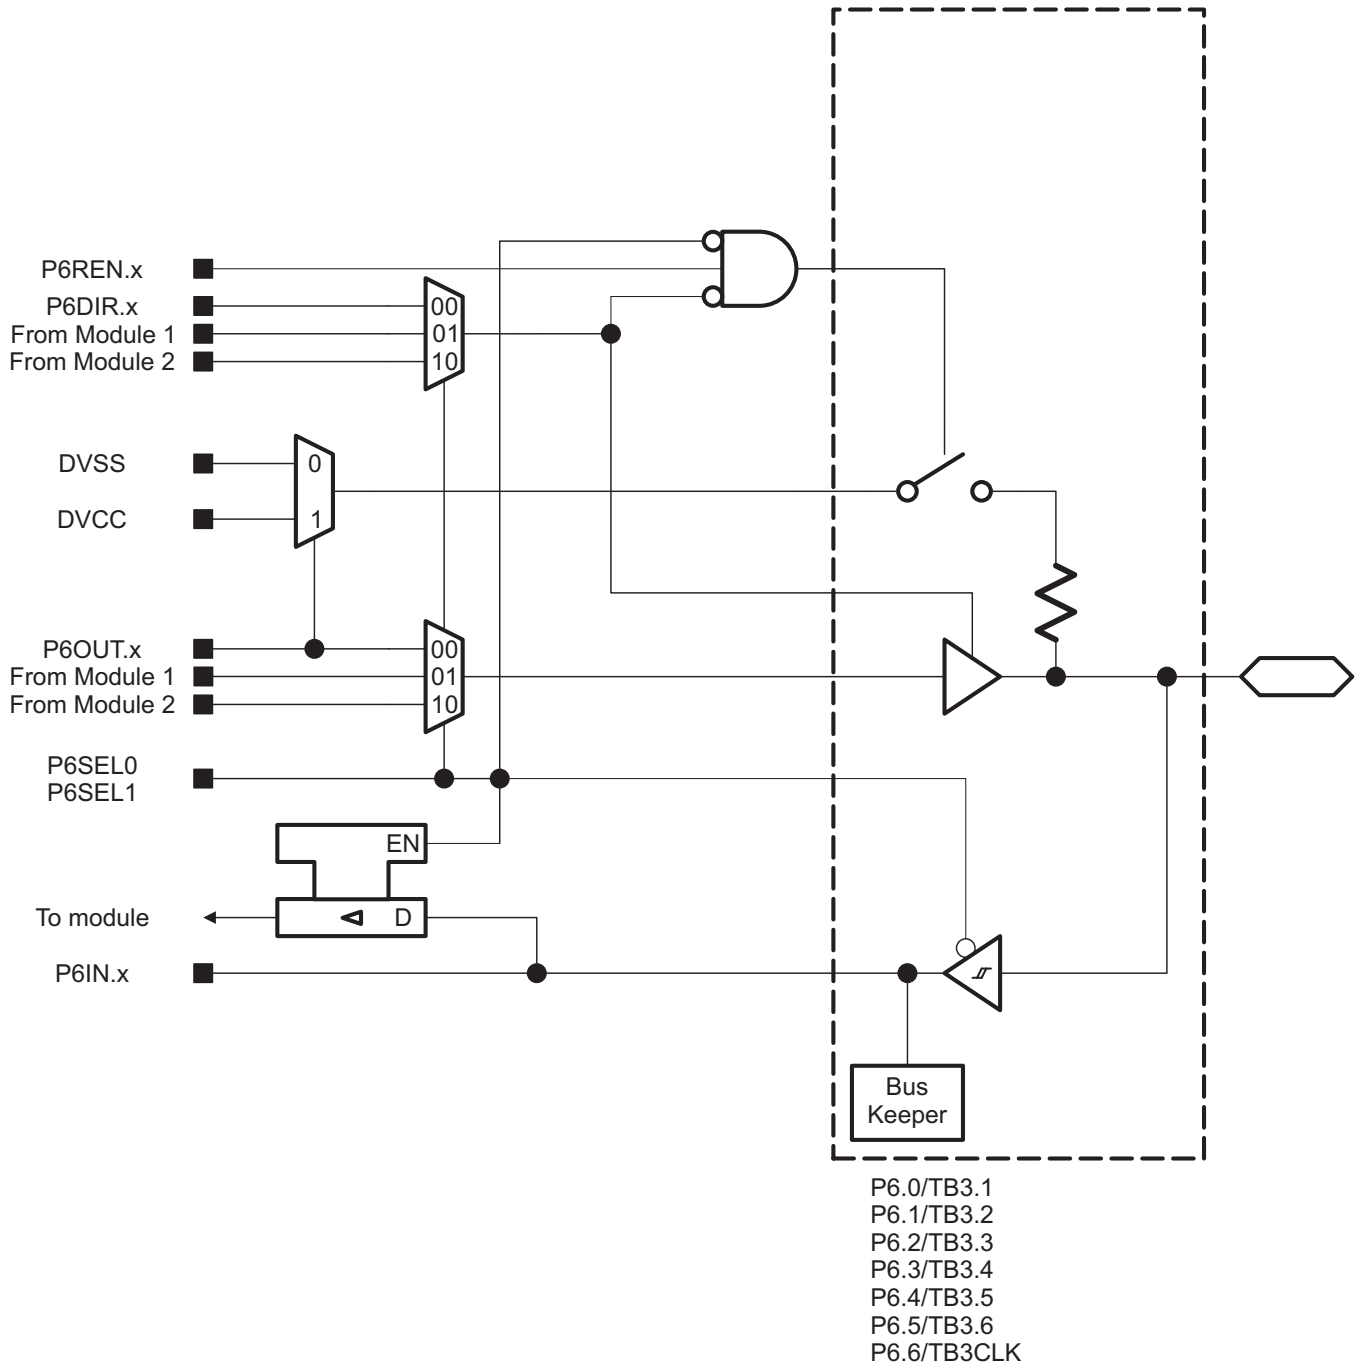 P6REN.x
P6DIR.x
00
From Module 1
01
From Module 2
10
DVSS
0
DVCC
1
P6OUT.x
00
From Module 1
01
From Module 2
10
P6SEL0
P6SEL1
EN
To module
D
P6IN.x
Bus
Keeper
P6.0/TB3.1
P6.1/TB3.2
P6.2/TB3.3
P6.3/TB3.4
P6.4/TB3.5
P6.5/TB3.6
P6.6/TB3CLK